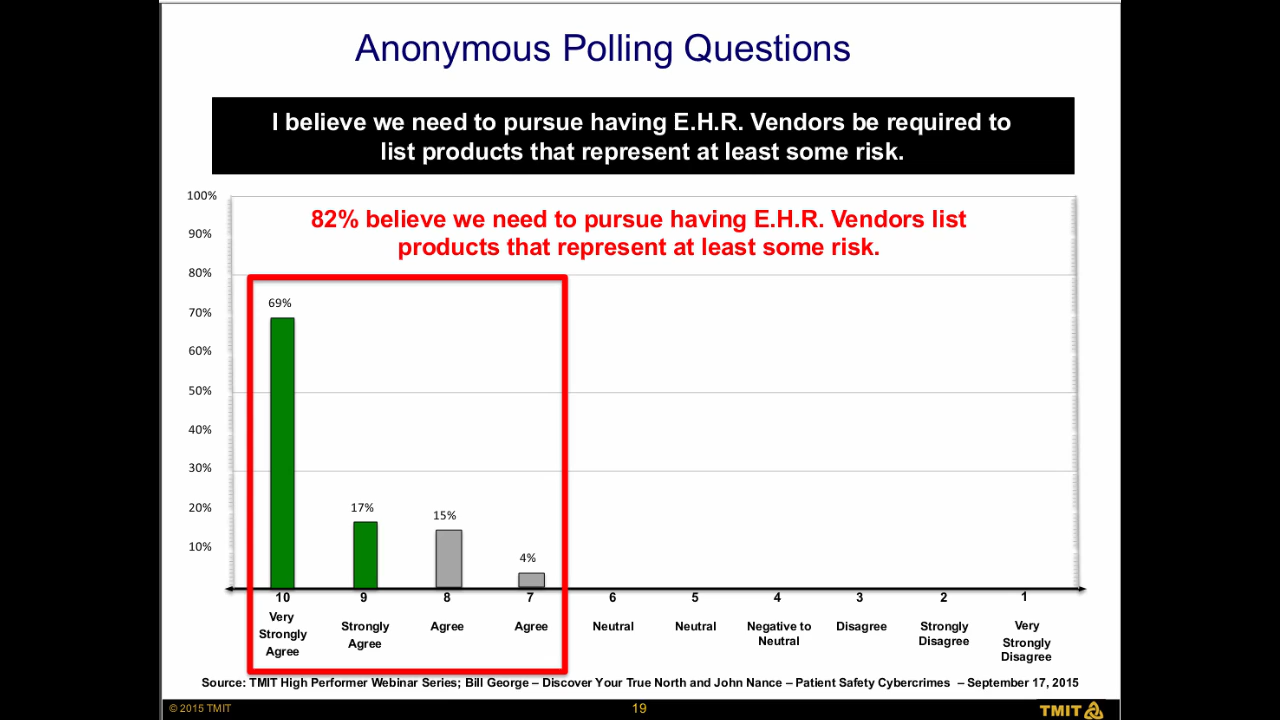 Anonymous Polling Questions
I believe we need to pursue having E.H.R. Vendors be required to
list products that represent at least some risk.
82% believe we need to pursue having E.H.R. Vendors list
products that represent at least some risk.
100%
90%
80%
70%
60%
50%
40%
30%
20%
10%
69%
17%
15%
4%
10 9 8 7 6 5 4 3 2 1
Very
Strongly
Agree
Strongly
Agree
Agree
Agree
Neutral
Neutral
Negative to
Neutral
Disagree
Strongly
Disagree
Very
Strongly
Disagree
Source: TMIT High Performer Webinar Series; Bill George – Discover Your True North and John Nance – Patient Safety Cybercrimes – September 17, 2015
© 2015 TMIT
19
TMIT